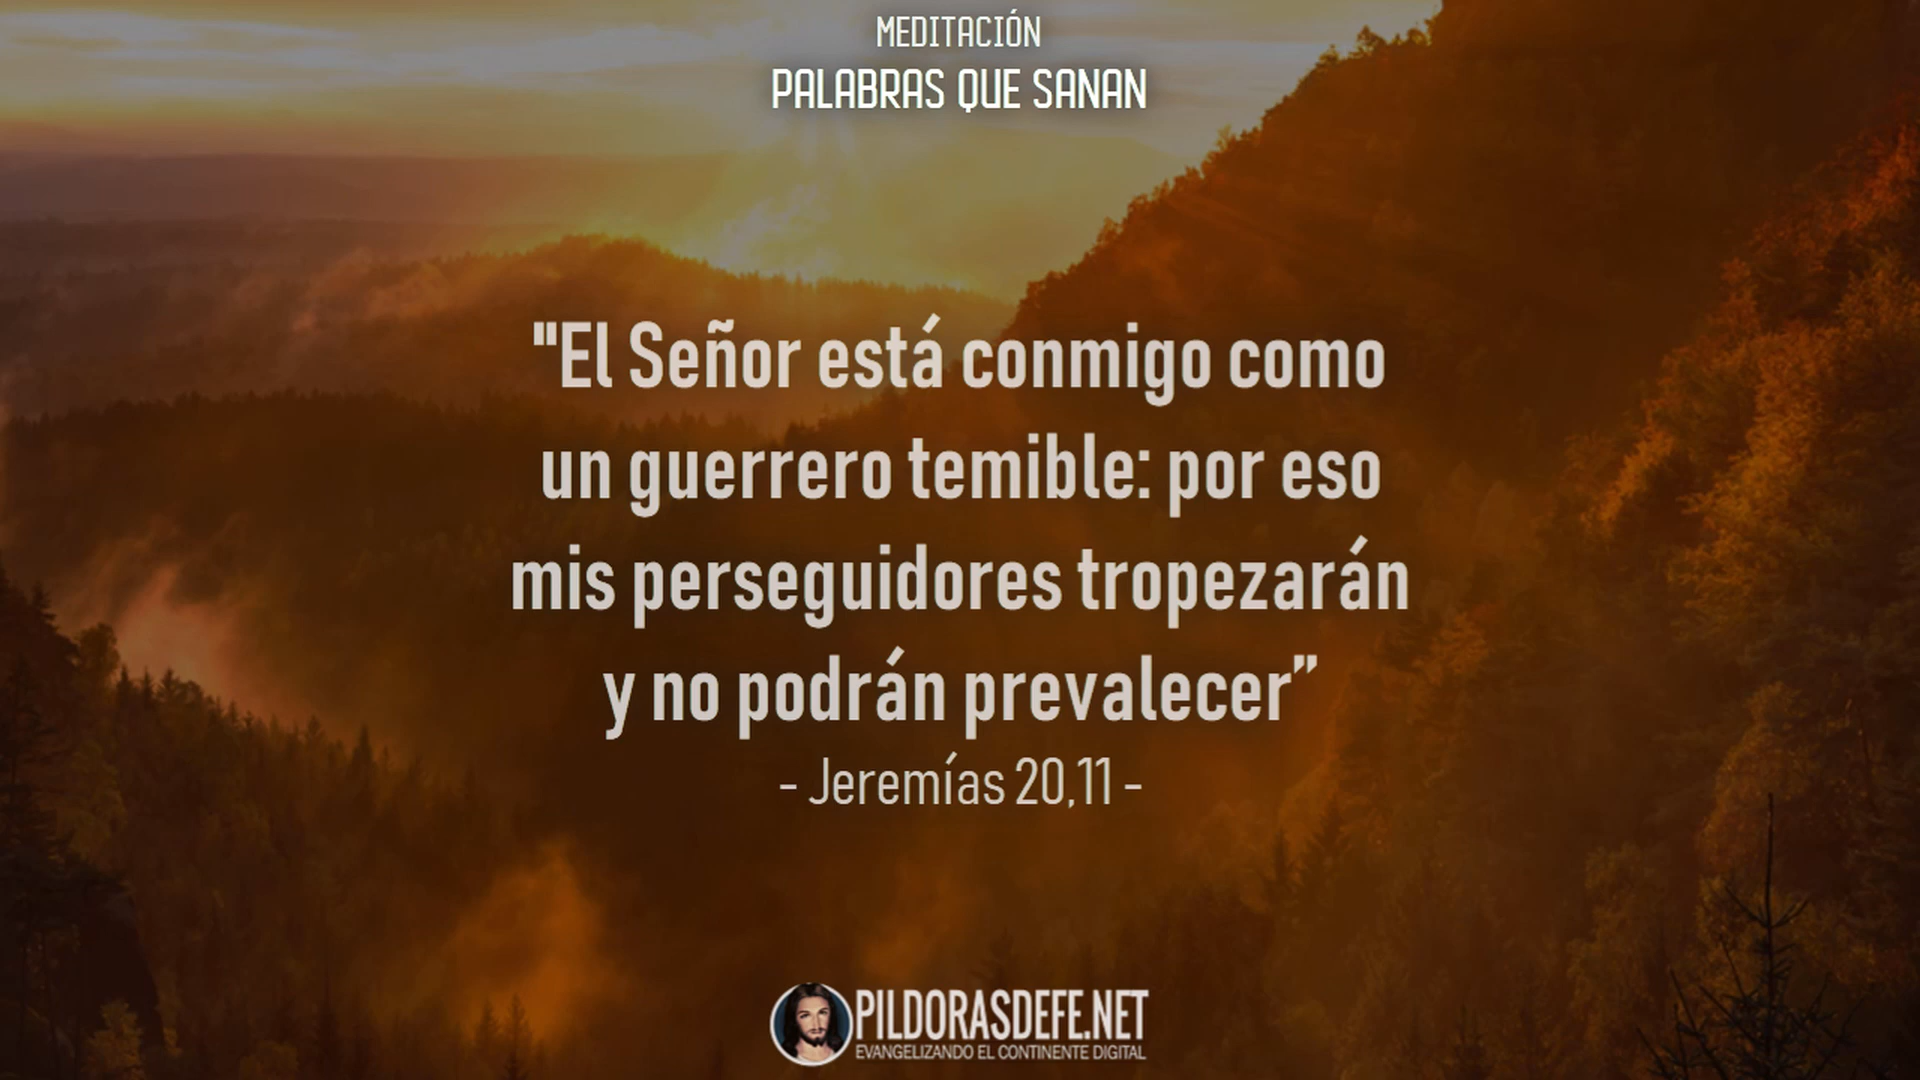 MEDITACIÓN
PALABRAS QUE SANAN
"El Señor está conmigo como
un guerrero temible: por eso
mis perseguidores tropezarán
y no podrán prevalecer”
- Jeremías 20,11 -
PILDORASDEFE.NET
EVANGELIZANDO EL CONTINENTE DIGITAL